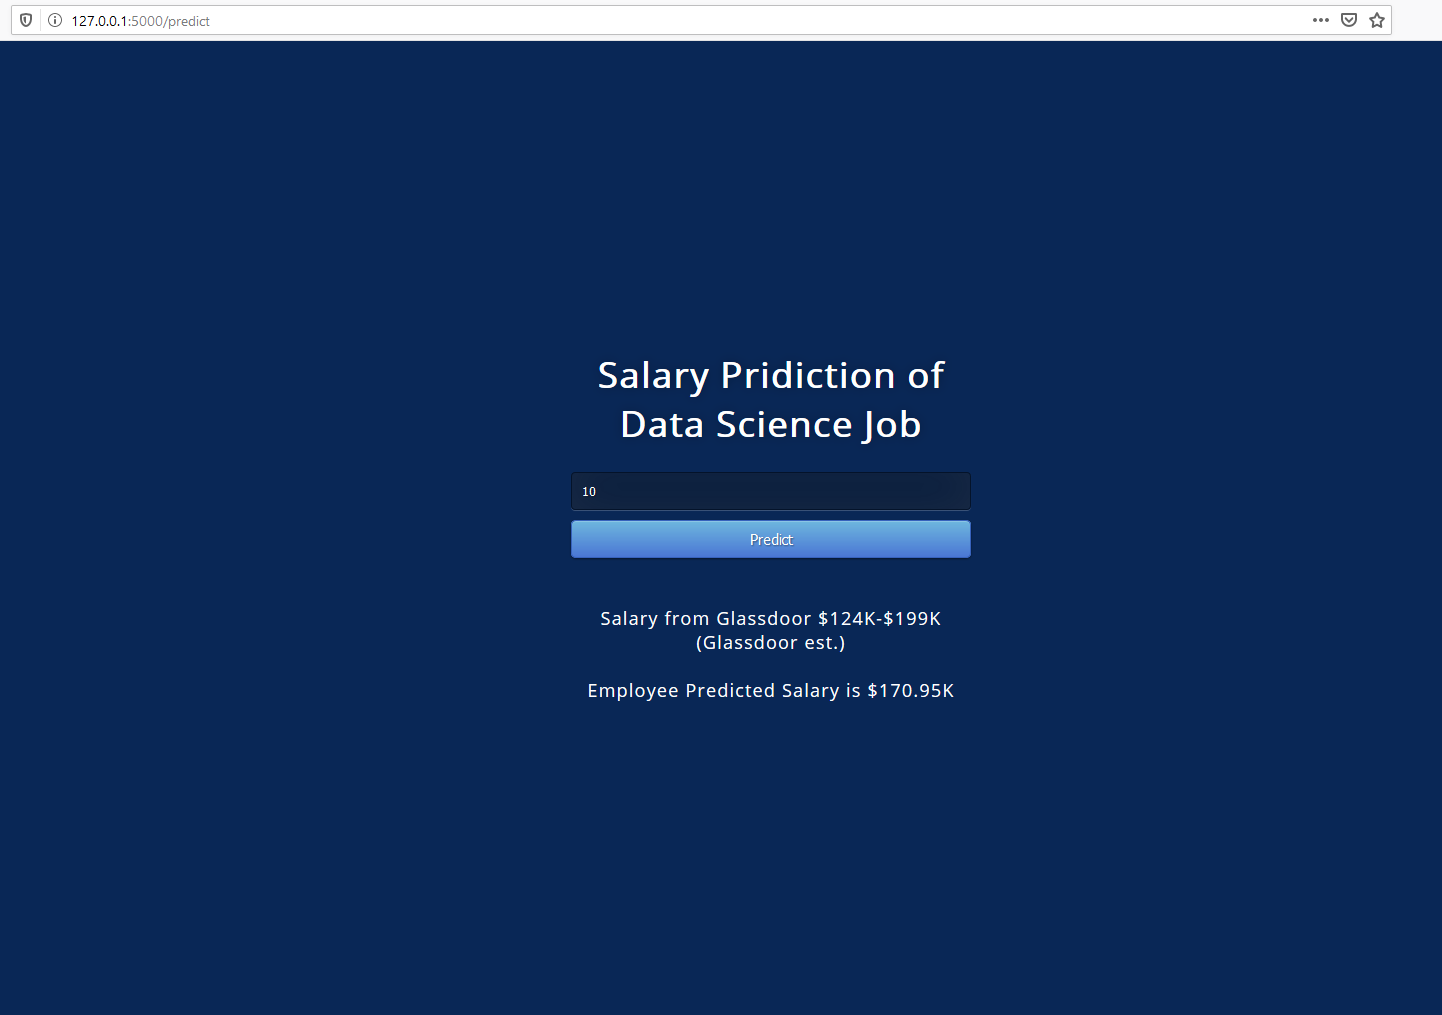 127.0.0.1:5000/predict
Salary Pridiction of
Data Science Job
10
Predict
Salary from Glassdoor $124K-$199K
(Glassdoor est.)
Employee Predicted Salary is $170.95K